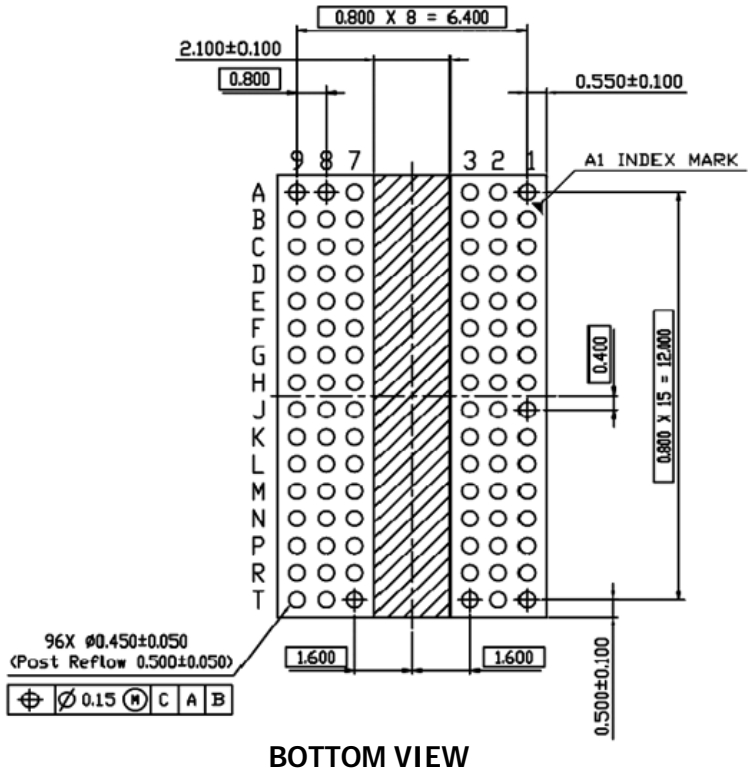 0.800 X 8 = 6.400
2.100±0.100
0.800
0.550±0.100
9 8 7 3 2 1
A1 INDEX MARK
A
B
C
D
E
F
G
H
J
K
L
M
N
P
R
T
0.400
0.800 X 15 = 12.000
96X Ø0.450±0.050
(Post Reflow 0.500±0.050)
⌖ Ø 0.15 Ⓜ C A B
1.600
1.600
0.500±0.100
BOTTOM VIEW